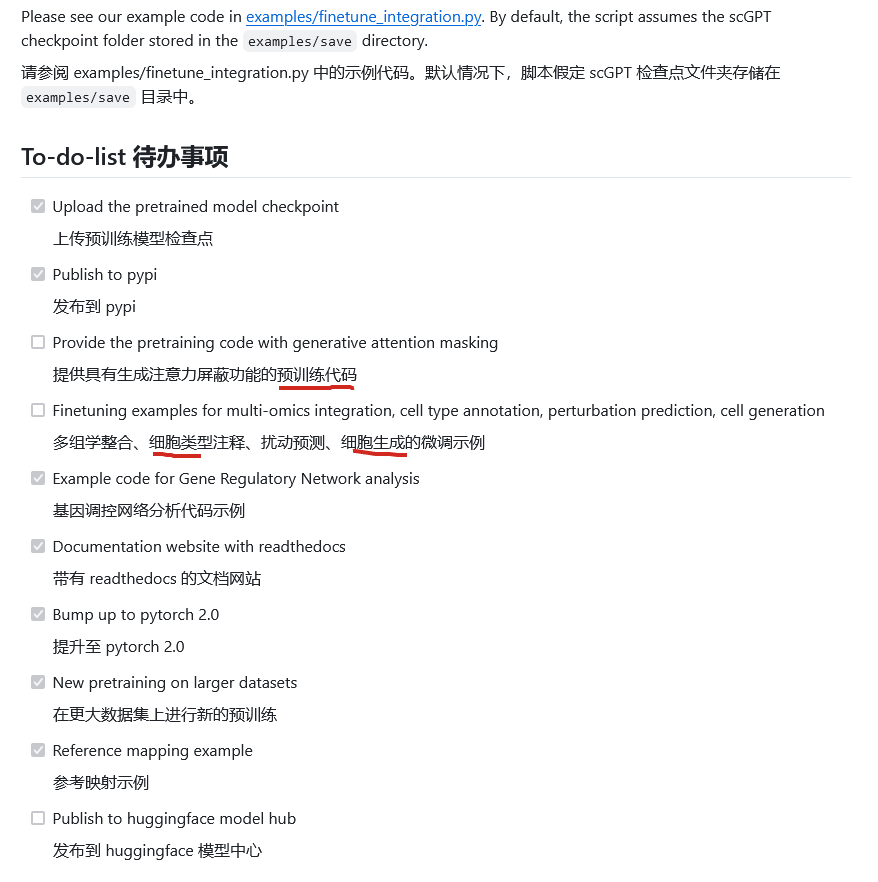 Please see our example code in examples/finetune_integration.py. By default, the script assumes the scGPT
checkpoint folder stored in the examples/save directory.
请参阅 examples/finetune_integration.py 中的示例代码。默认情况下，脚本假定 scGPT 检查点文件夹存储在
examples/save 目录中。
To-do-list 待办事项
Upload the pretrained model checkpoint
上传预训练模型检查点
Publish to pypi
发布到 pypi
Provide the pretraining code with generative attention masking
提供具有生成注意力屏蔽功能的预训练代码
Finetuning examples for multi-omics integration, cell type annotation, perturbation prediction, cell generation
多组学整合、细胞类型注释、扰动预测、细胞生成的微调示例
Example code for Gene Regulatory Network analysis
基因调控网络分析代码示例
Documentation website with readthedocs
带有 readthedocs 的文档网站
Bump up to pytorch 2.0
提升至 pytorch 2.0
New pretraining on larger datasets
在更大数据集上进行新的预训练
Reference mapping example
参考映射示例
Publish to huggingface model hub
发布到 huggingface 模型中心